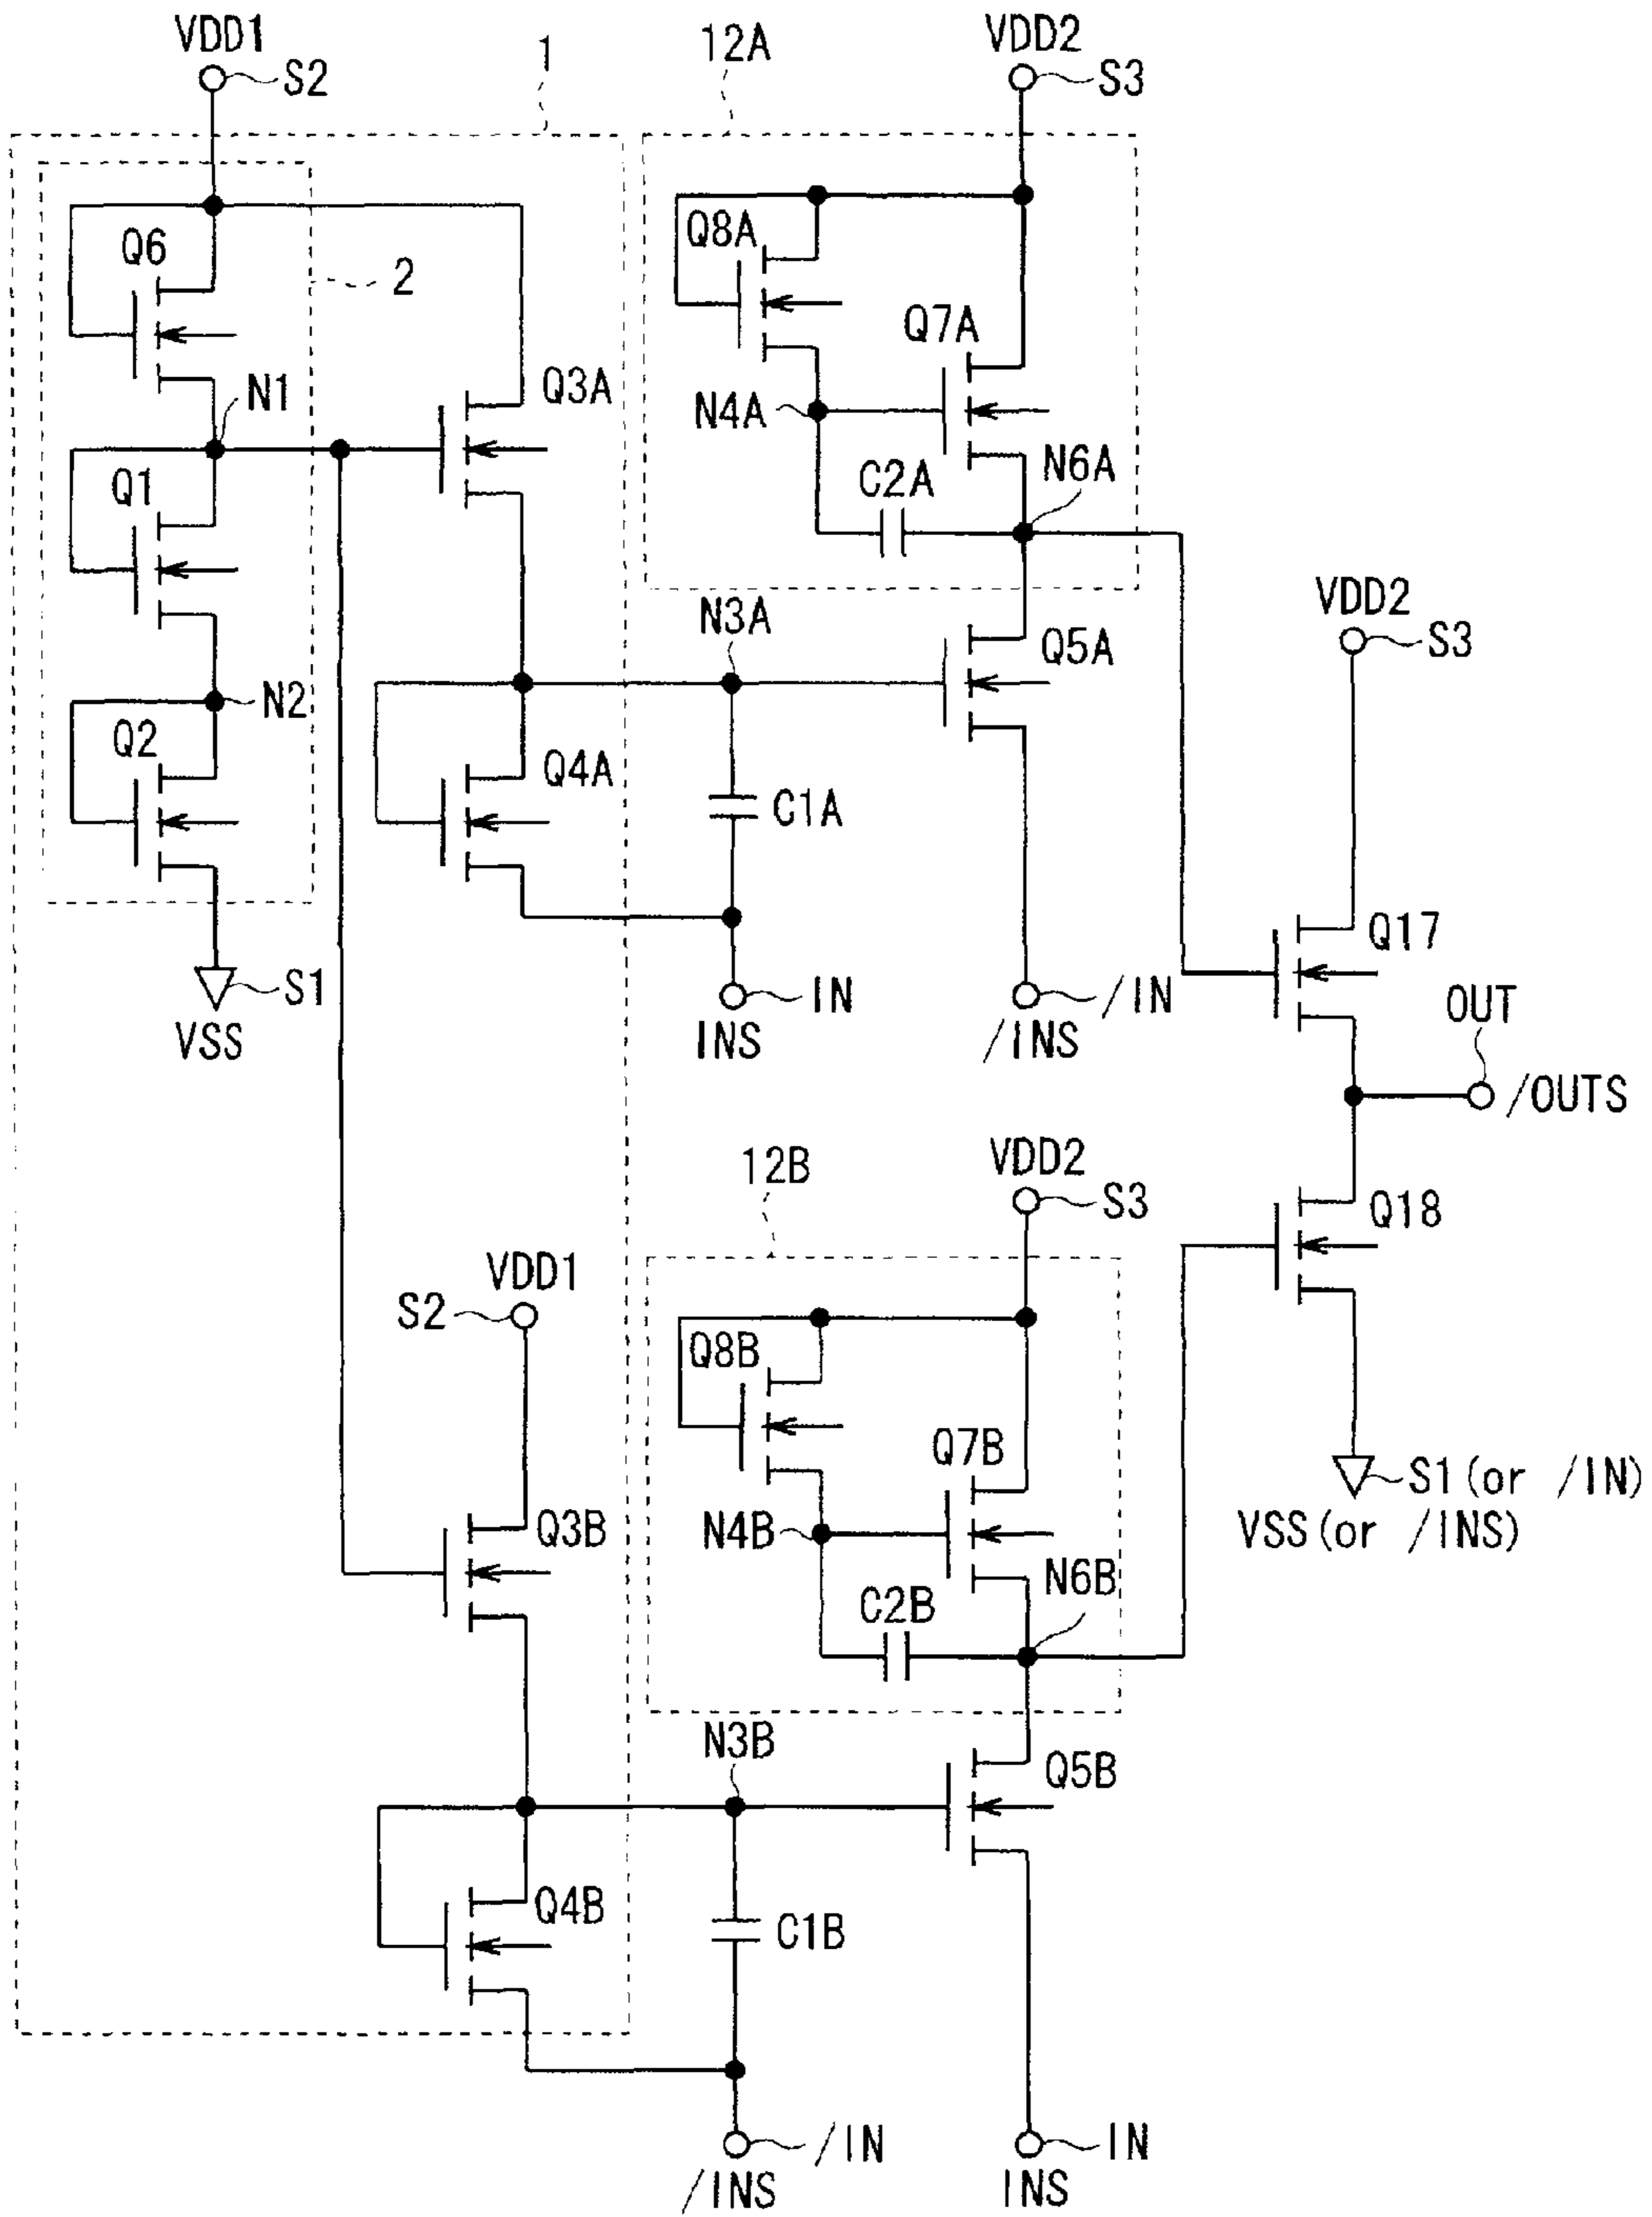 VDD1
S2
1
12A
VDD2
S3
Q6
2
Q8A
Q7A
N1
Q3A
N4A
C2A
N6A
Q1
N3A
Q5A
VDD2
S3
N2
Q2
Q4A
C1A
S1
VSS
IN
INS
/IN
/INS
Q17
OUT
/OUTS
12B
VDD2
S3
Q18
VDD1
S2
Q8B
Q7B
S1(or /IN)
VSS(or /INS)
Q3B
N4B
C2B
N6B
N3B
Q5B
Q4B
C1B
/IN
/INS
IN
INS